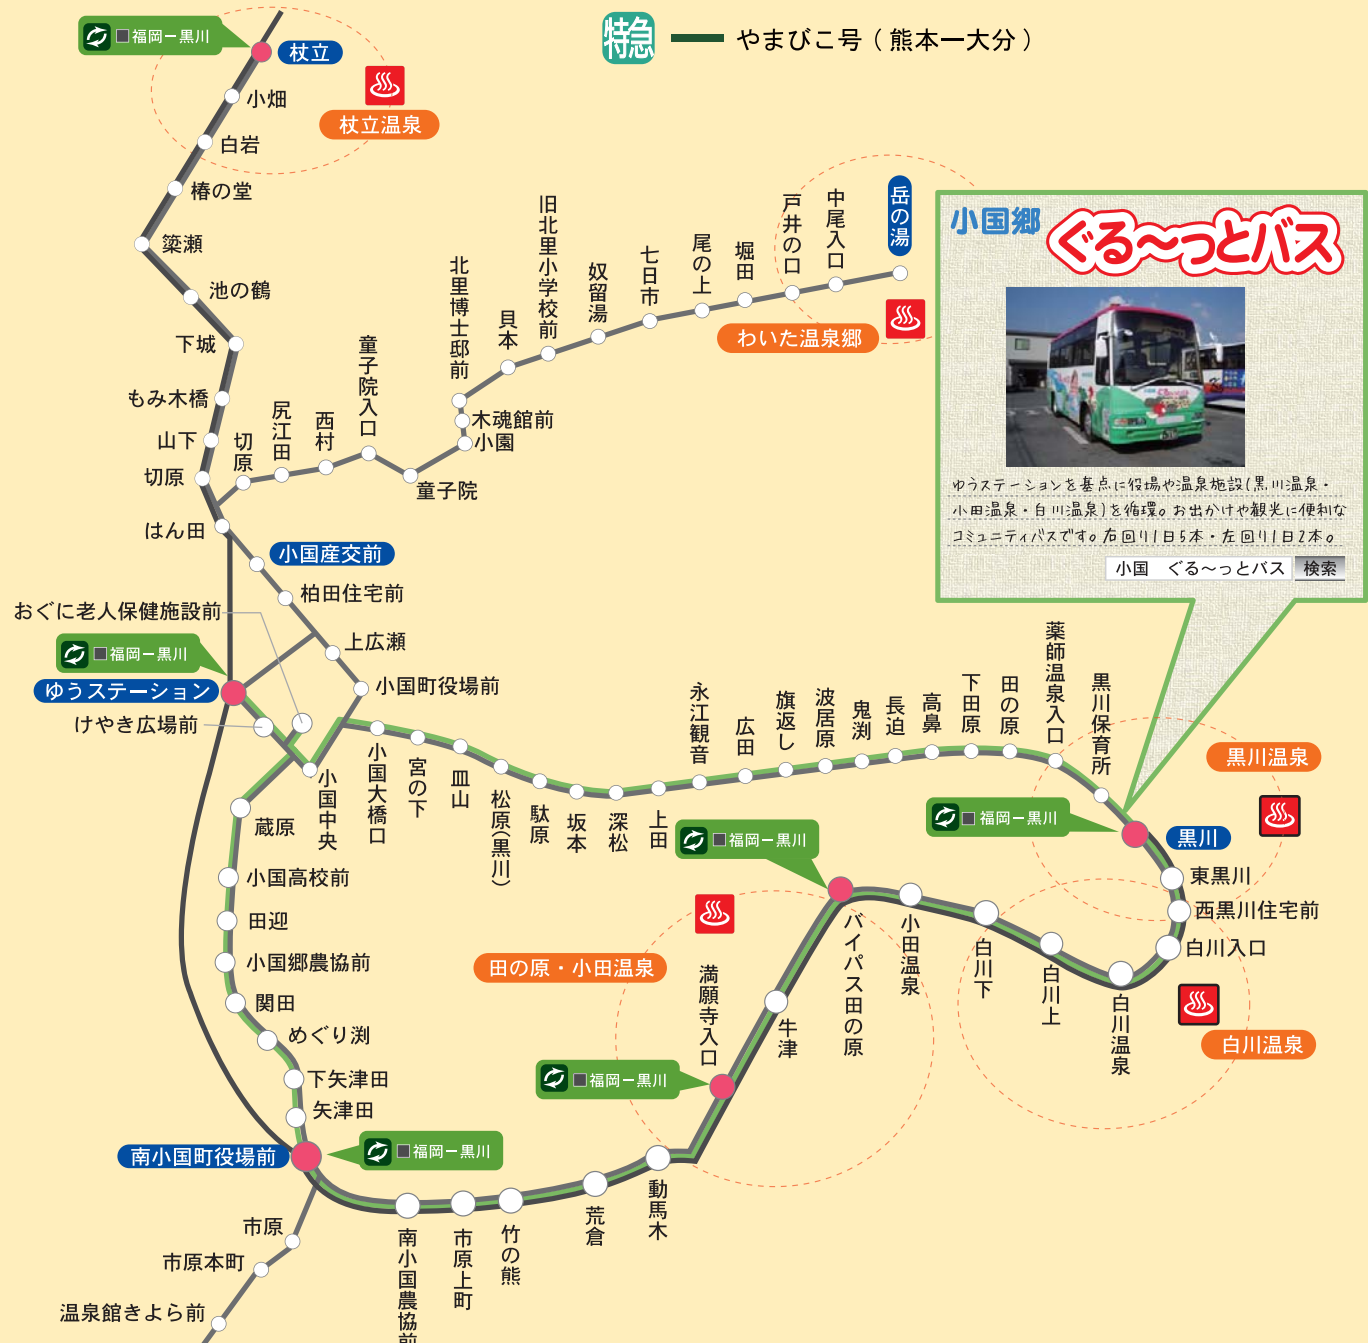 福岡ー黒川
杖立
特急
やまびこ号(熊本ー大分)
小畑
杖立温泉
白岩
椿の堂
簗瀬
池の鶴
下城
もみ木橋
山下
切原
はん田
切原
尻江田
西村
童子院入口
童子院
小園
木魂館前
北里博士邸前
貝本
旧北里小学校前
奴留湯
七日市
尾の上
堀田
戸井の口
中尾入口
岳の湯
わいた温泉郷
小国郷
ぐる〜っとバス
ゆうステーションを基点に役場や温泉施設(黒川温泉・
小田温泉・白川温泉)を循環。お出かけや観光に便利な
コミュニティバスです。右回り1日5本・左回り1日2本。
小国 ぐる〜っとバス
検索
小国産交前
柏田住宅前
おぐに老人保健施設前
上広瀬
福岡ー黒川
ゆうステーション
小国町役場前
けやき広場前
小国中央
小国大橋口
宮の下
皿山
松原(黒川)
駄原
坂本
深松
上田
永江観音
広田
旗返し
波居原
鬼渕
長迫
高鼻
下田原
田の原
薬師温泉入口
黒川保育所
黒川温泉
福岡ー黒川
黒川
東黒川
西黒川住宅前
白川入口
白川温泉
白川温泉
白川上
白川下
小田温泉
福岡ー黒川
バイパス田の原
牛津
田の原・小田温泉
満願寺入口
福岡ー黒川
蔵原
小国高校前
田迎
小国郷農協前
関田
めぐり渕
下矢津田
矢津田
南小国町役場前
福岡ー黒川
動馬木
荒倉
竹の熊
市原上町
南小国農協前
市原
市原本町
温泉館きよら前